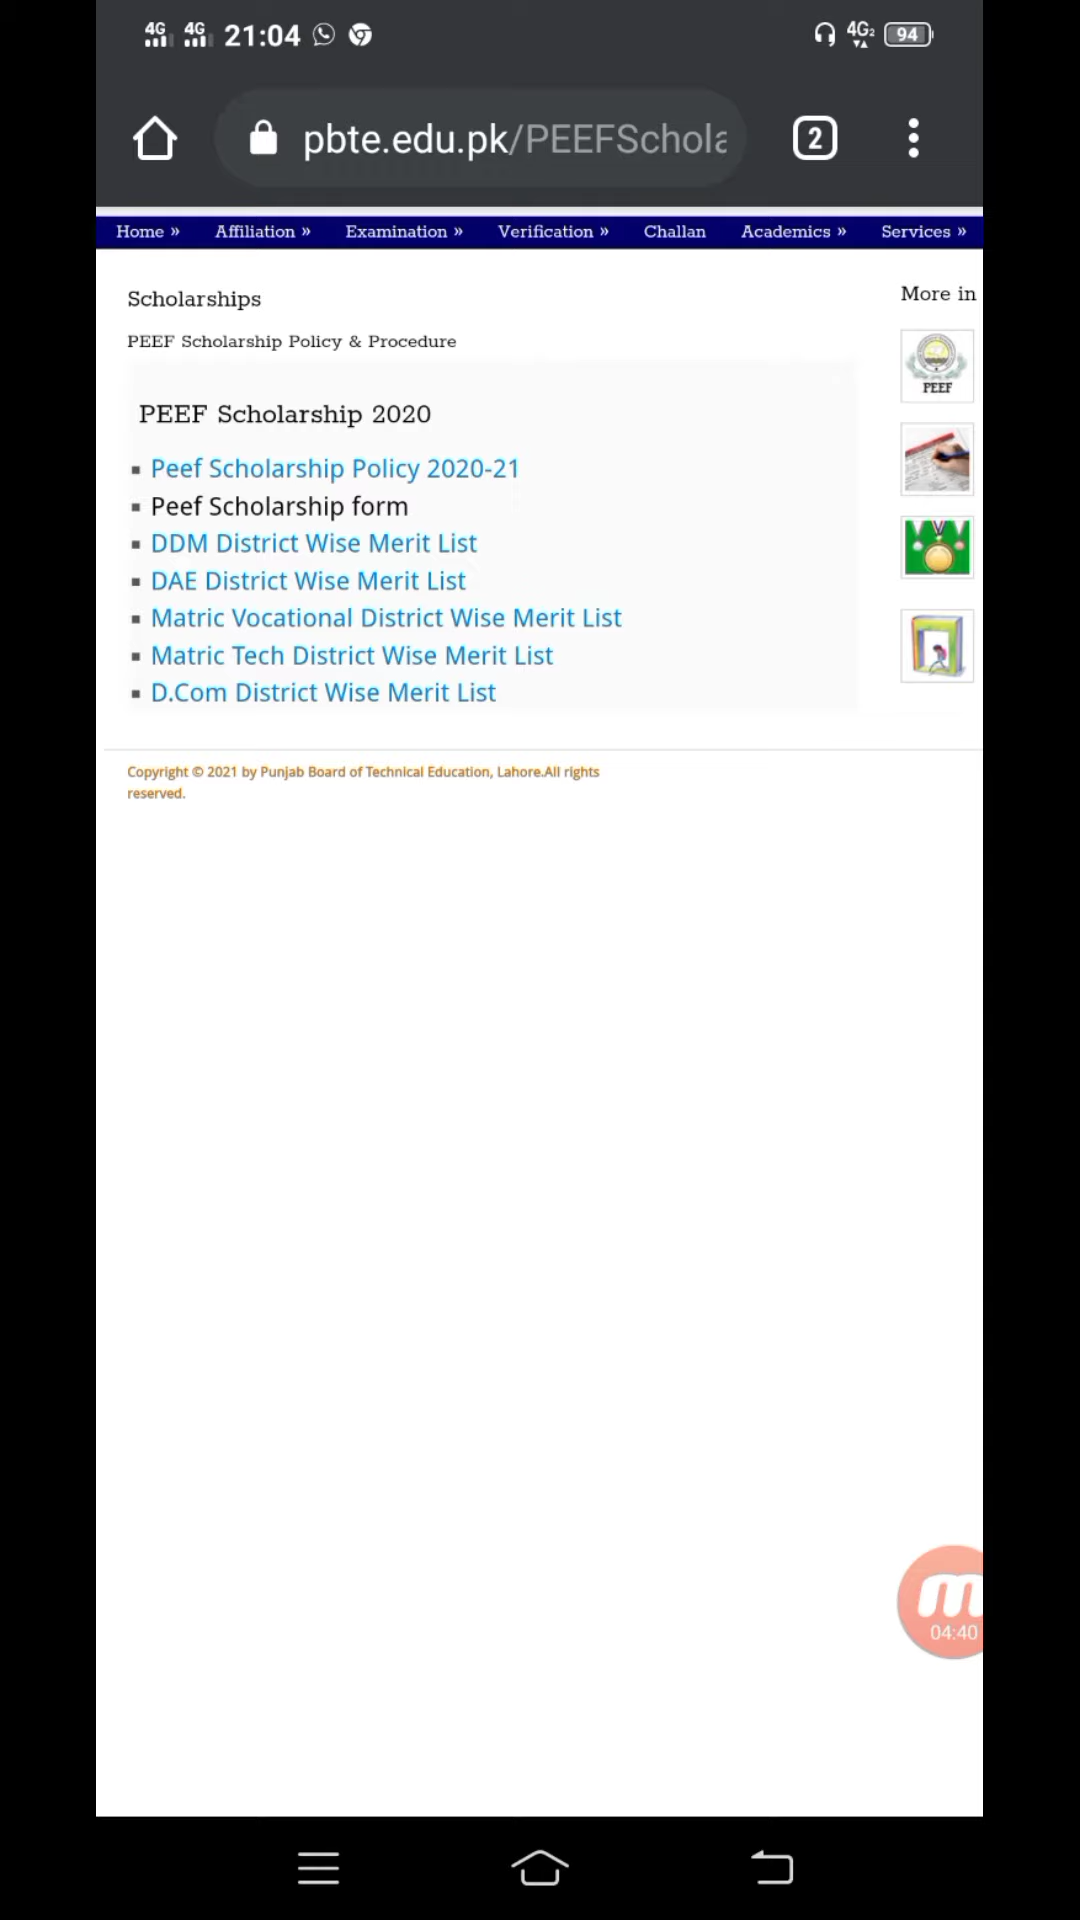 4G 4G 21:04 4G2 94
pbte.edu.pk/PEEFSchola
2
Home » Affiliation » Examination » Verification » Challan Academics » Services »
Scholarships
More in
PEEF Scholarship Policy & Procedure
PEEF
PEEF Scholarship 2020
Peef Scholarship Policy 2020-21
Peef Scholarship form
DDM District Wise Merit List
DAE District Wise Merit List
Matric Vocational District Wise Merit List
Matric Tech District Wise Merit List
D.Com District Wise Merit List
Copyright © 2021 by Punjab Board of Technical Education, Lahore.All rights
reserved.
m
04:40